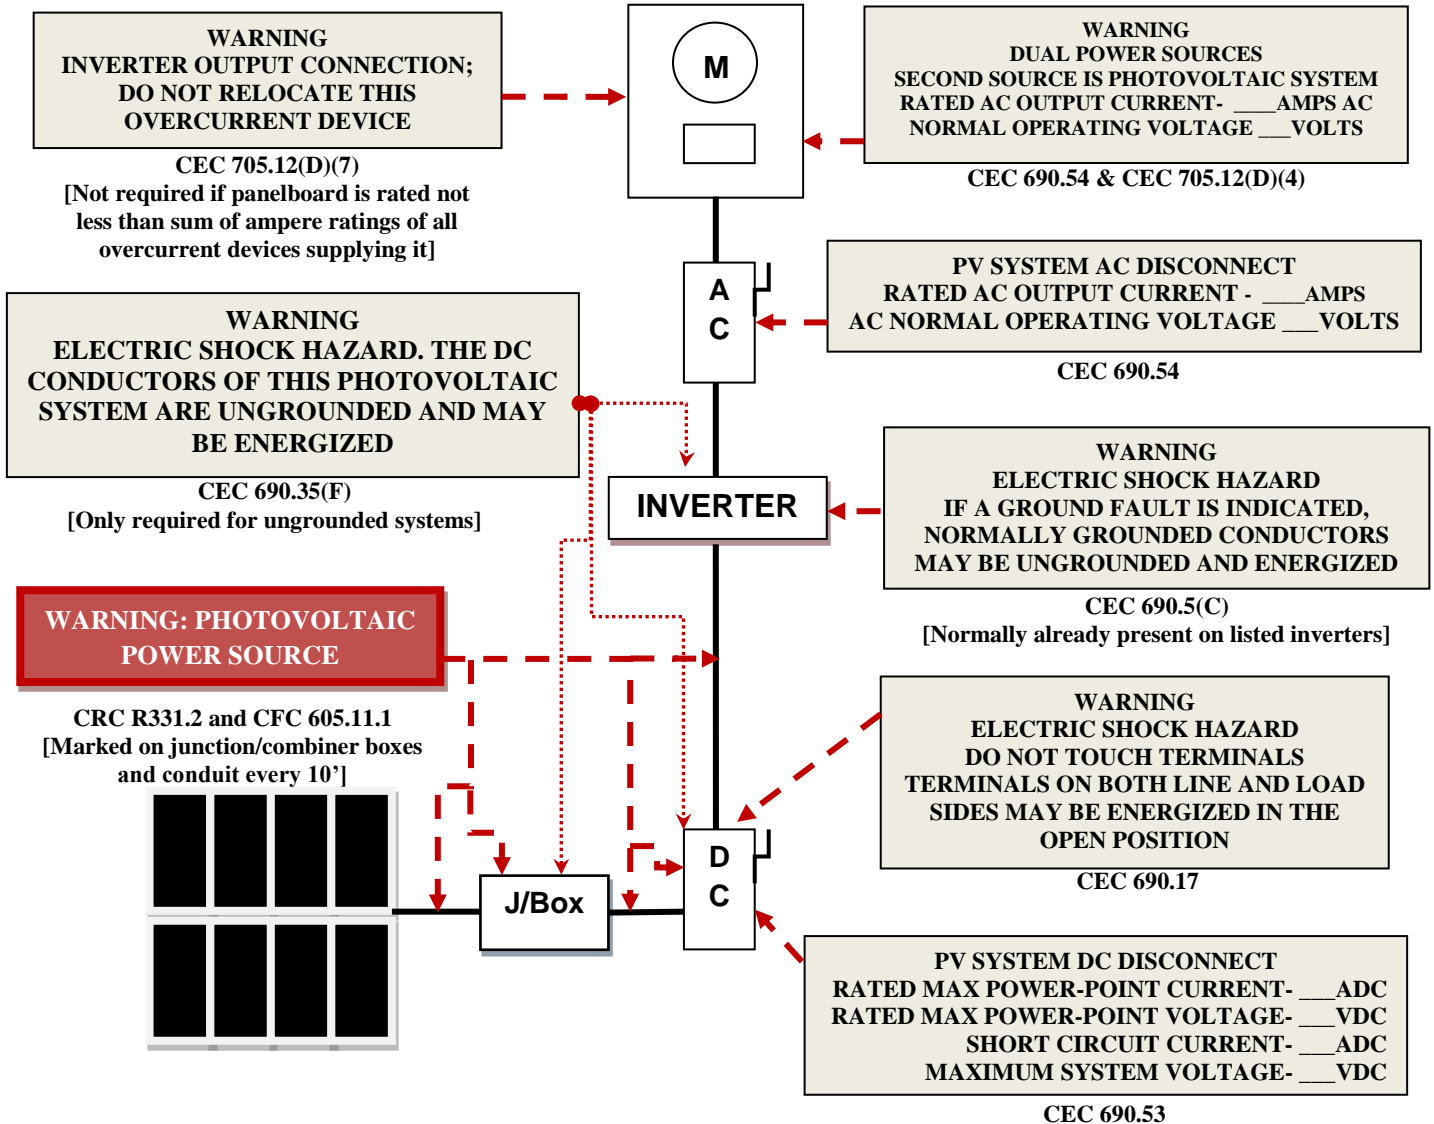 WARNING
INVERTER OUTPUT CONNECTION;
DO NOT RELOCATE THIS
OVERCURRENT DEVICE
CEC 705.12(D)(7)
[Not required if panelboard is rated not
less than sum of ampere ratings of all
overcurrent devices supplying it]
M
WARNING
DUAL POWER SOURCES
SECOND SOURCE IS PHOTOVOLTAIC SYSTEM
RATED AC OUTPUT CURRENT- ____AMPS AC
NORMAL OPERATING VOLTAGE ___VOLTS
CEC 690.54 & CEC 705.12(D)(4)
A
C
PV SYSTEM AC DISCONNECT
RATED AC OUTPUT CURRENT - ____AMPS
AC NORMAL OPERATING VOLTAGE ___VOLTS
CEC 690.54
WARNING
ELECTRIC SHOCK HAZARD. THE DC
CONDUCTORS OF THIS PHOTOVOLTAIC
SYSTEM ARE UNGROUNDED AND MAY
BE ENERGIZED
CEC 690.35(F)
[Only required for ungrounded systems]
INVERTER
WARNING
ELECTRIC SHOCK HAZARD
IF A GROUND FAULT IS INDICATED,
NORMALLY GROUNDED CONDUCTORS
MAY BE UNGROUNDED AND ENERGIZED
CEC 690.5(C)
[Normally already present on listed inverters]
WARNING: PHOTOVOLTAIC
POWER SOURCE
CRC R331.2 and CFC 605.11.1
[Marked on junction/combiner boxes
and conduit every 10’]
WARNING
ELECTRIC SHOCK HAZARD
DO NOT TOUCH TERMINALS
TERMINALS ON BOTH LINE AND LOAD
SIDES MAY BE ENERGIZED IN THE
OPEN POSITION
CEC 690.17
J/Box
D
C
PV SYSTEM DC DISCONNECT
RATED MAX POWER-POINT CURRENT- ___ADC
RATED MAX POWER-POINT VOLTAGE- ___VDC
SHORT CIRCUIT CURRENT- ___ADC
MAXIMUM SYSTEM VOLTAGE- ___VDC
CEC 690.53